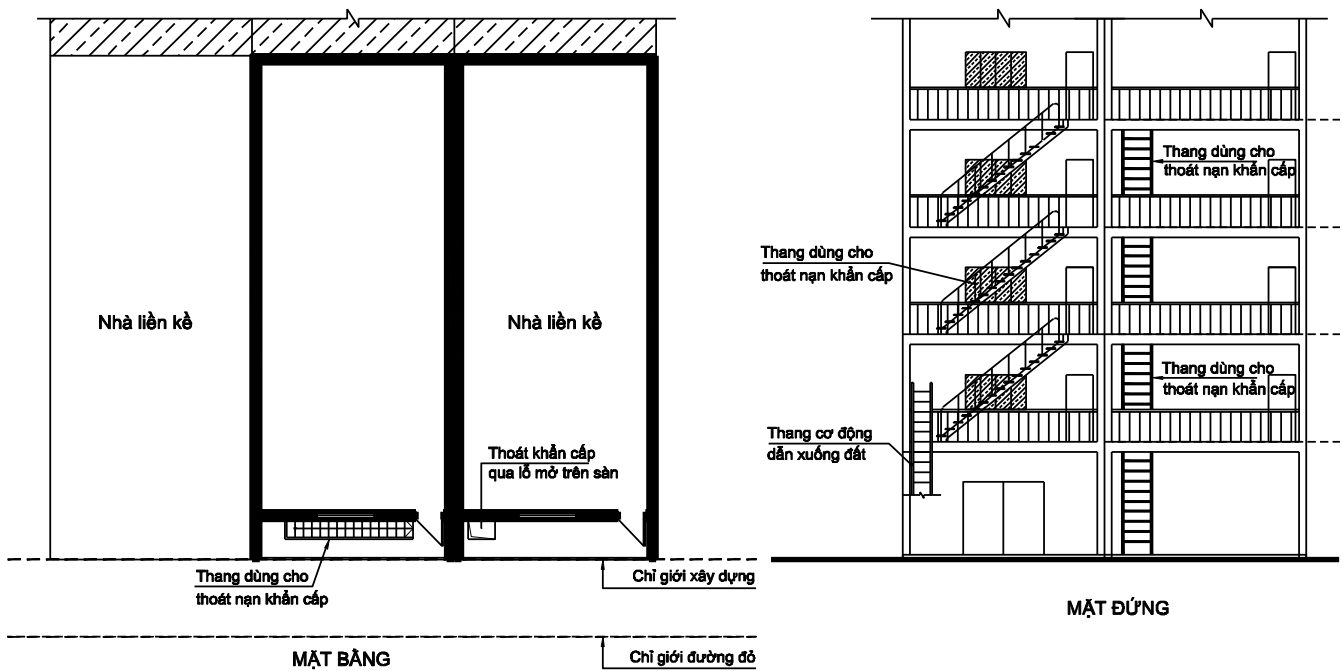 Nhà liền kề
Nhà liền kề
Thoát khẩn cấp
qua lỗ mở trên sàn
Thang dùng cho
thoát nạn khẩn cấp
Chỉ giới xây dựng
Chỉ giới đường đỏ
MẶT BẰNG
Thang dùng cho
thoát nạn khẩn cấp
Thang dùng cho
thoát nạn khẩn cấp
Thang dùng cho
thoát nạn khẩn cấp
Thang cơ động
dẫn xuống đất
MẶT ĐỨNG